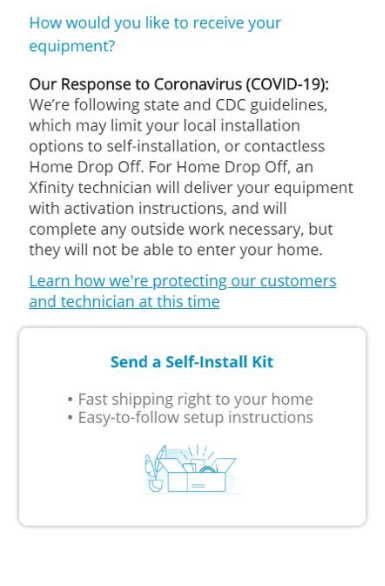 How would you like to receive your
equipment?
Our Response to Coronavirus (COVID-19):
We're following state and CDC guidelines,
which may limit your local installation
options to self-installation, or contactless
Home Drop Off. For Home Drop Off, an
Xfinity technician will deliver your equipment
with activation instructions, and will
complete any outside work necessary, but
they will not be able to enter your home.
Learn how we're protecting our customers
and technician at this time
Send a Self-Install Kit
• Fast shipping right to your home
• Easy-to-follow setup instructions